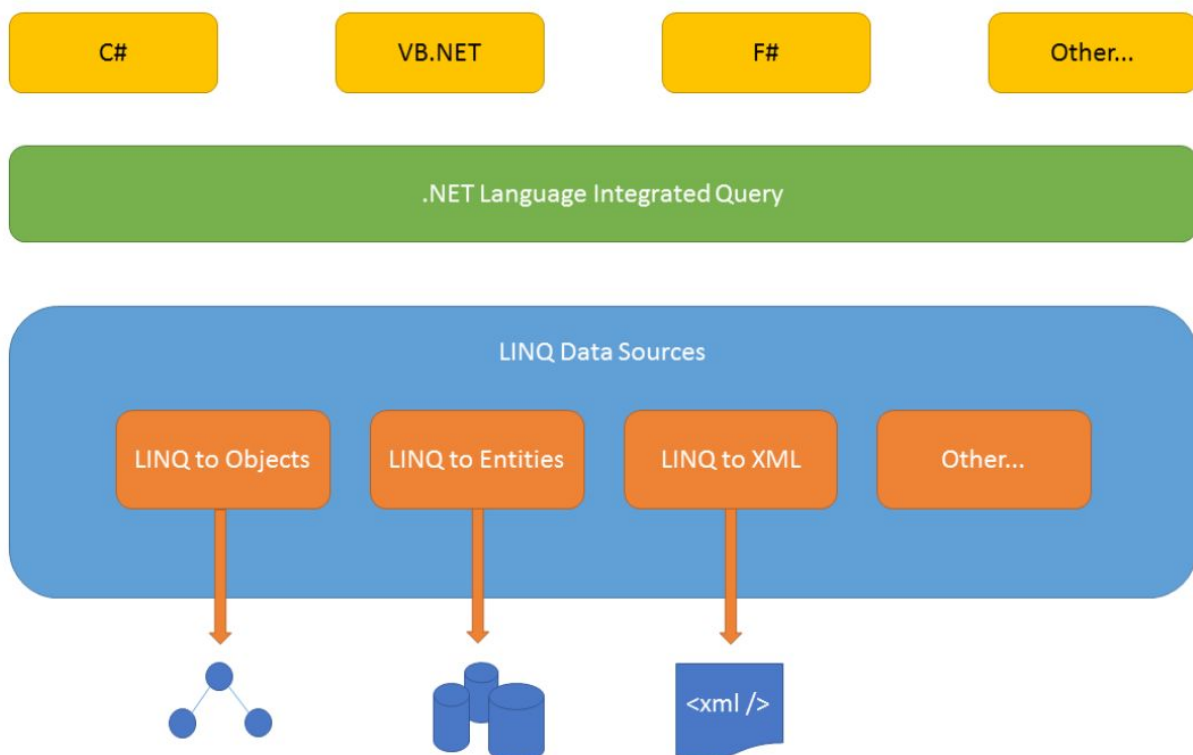 C#
VB.NET
F#
Other...
.NET Language Integrated Query
LINQ Data Sources
LINQ to Objects
LINQ to Entities
LINQ to XML
Other...
<xml />